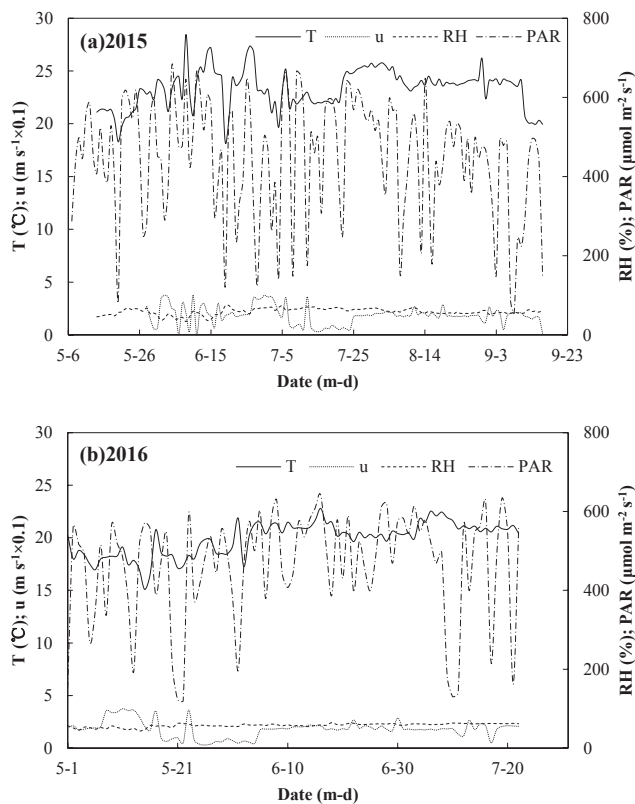 (a)2015
T u RH PAR
30
25
20
15
10
5
0
800
600
400
200
0
T (℃); u (m s⁻¹×0.1)
RH (%); PAR (μmol m⁻² s⁻¹)
5-6 5-26 6-15 7-5 7-25 8-14 9-3 9-23
Date (m-d)
(b)2016
T u RH PAR
30
25
20
15
10
5
0
800
600
400
200
0
T (℃); u (m s⁻¹×0.1)
RH (%); PAR (μmol m⁻² s⁻¹)
5-1 5-21 6-10 6-30 7-20
Date (m-d)